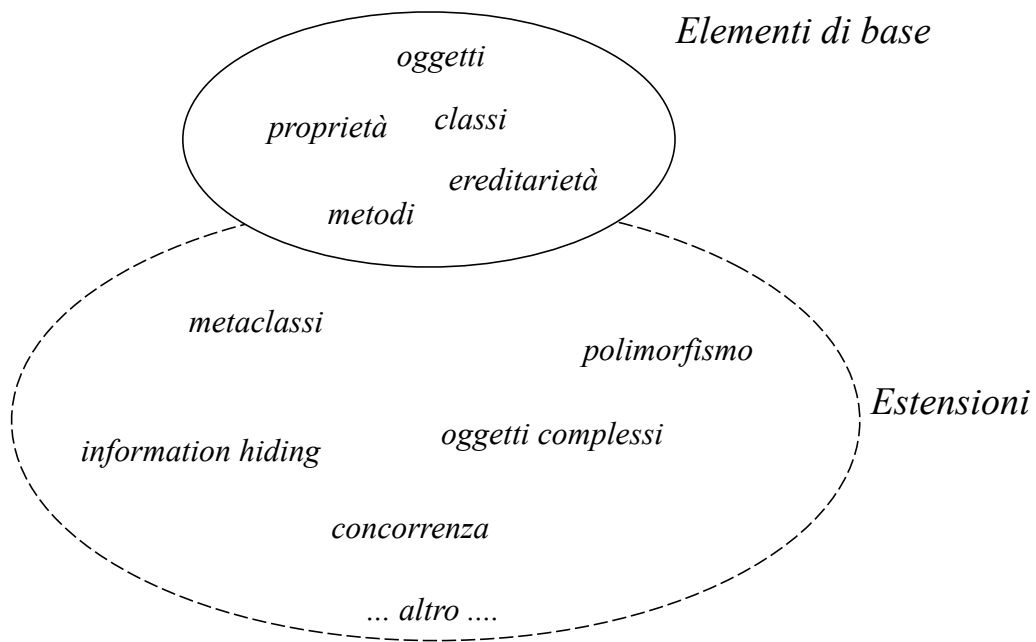 Elementi di base
oggetti
classi
proprietà
ereditarietà
metodi
metaclassi
polimorfismo
Estensioni
oggetti complessi
information hiding
concorrenza
... altro ....